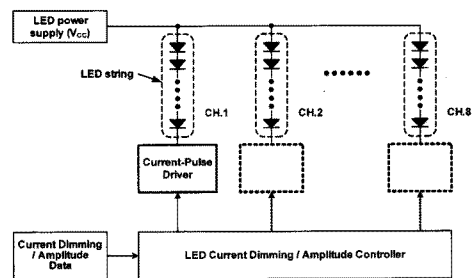 LED power
supply (VCC)
LED string
CH.1
CH.2
CH.8
Current-Pulse
Driver
Current Dimming
/ Amplitude
Data
LED Current Dimming / Amplitude Controller